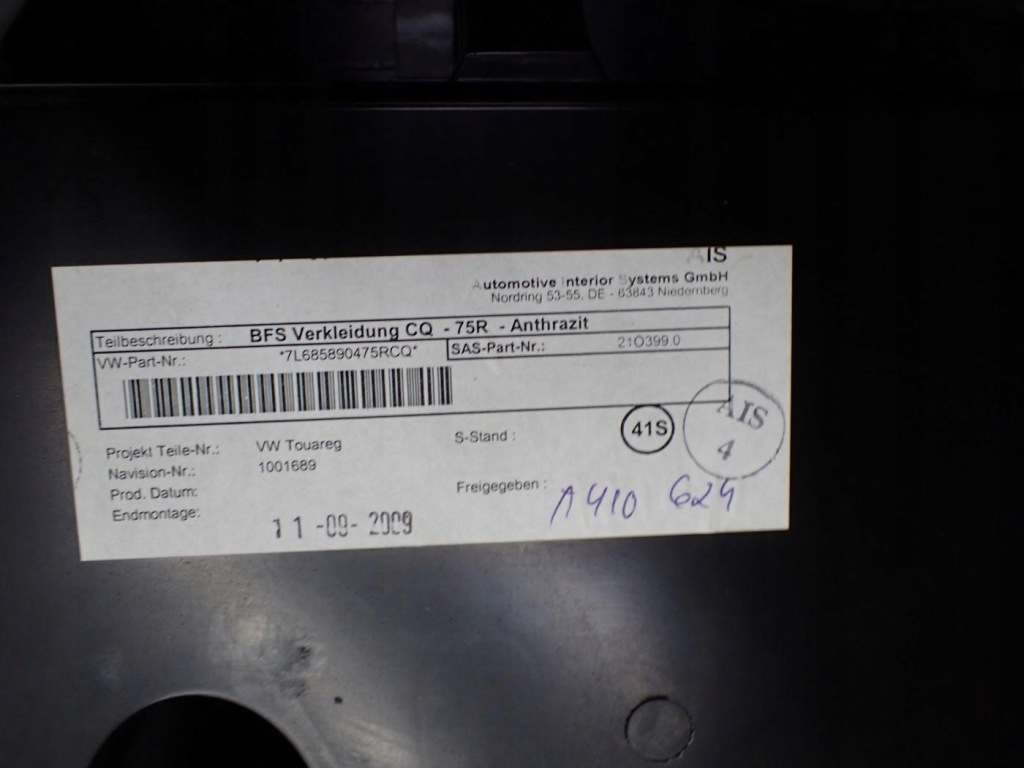 AIS
Automotive Interior Systems GmbH
Nordring 53-55, DE - 63843 Niedernberg
Teilbeschreibung : BFS Verkleidung CQ - 75R - Anthrazit
VW-Part-Nr.: *7L685890475RCQ* SAS-Part-Nr.: 21O399.0
Projekt Teile-Nr.: VW Touareg S-Stand : 41S AIS
Navision-Nr.: 1001689 4
Prod. Datum: Freigegeben : A410 624
Endmontage: 11-09-2009